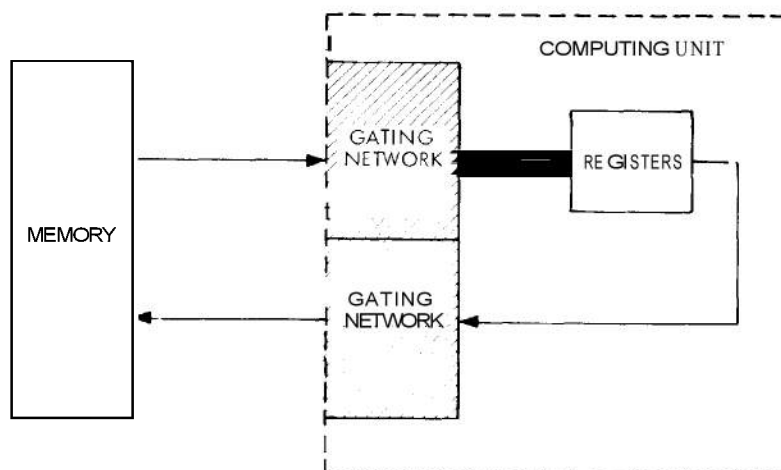 COMPUTING UNIT
GATING
NETWORK
REGISTERS
MEMORY
GATING
NETWORK